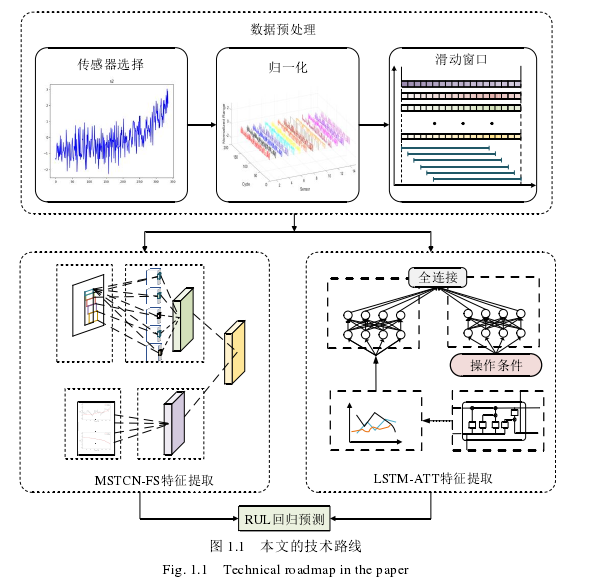 数据预处理
传感器选择
归一化
滑动窗口
全连接
操作条件
MSTCN-FS特征提取
LSTM-ATT特征提取
RUL回归预测
图 1.1 本文的技术路线
Fig. 1.1 Technical roadmap in the paper